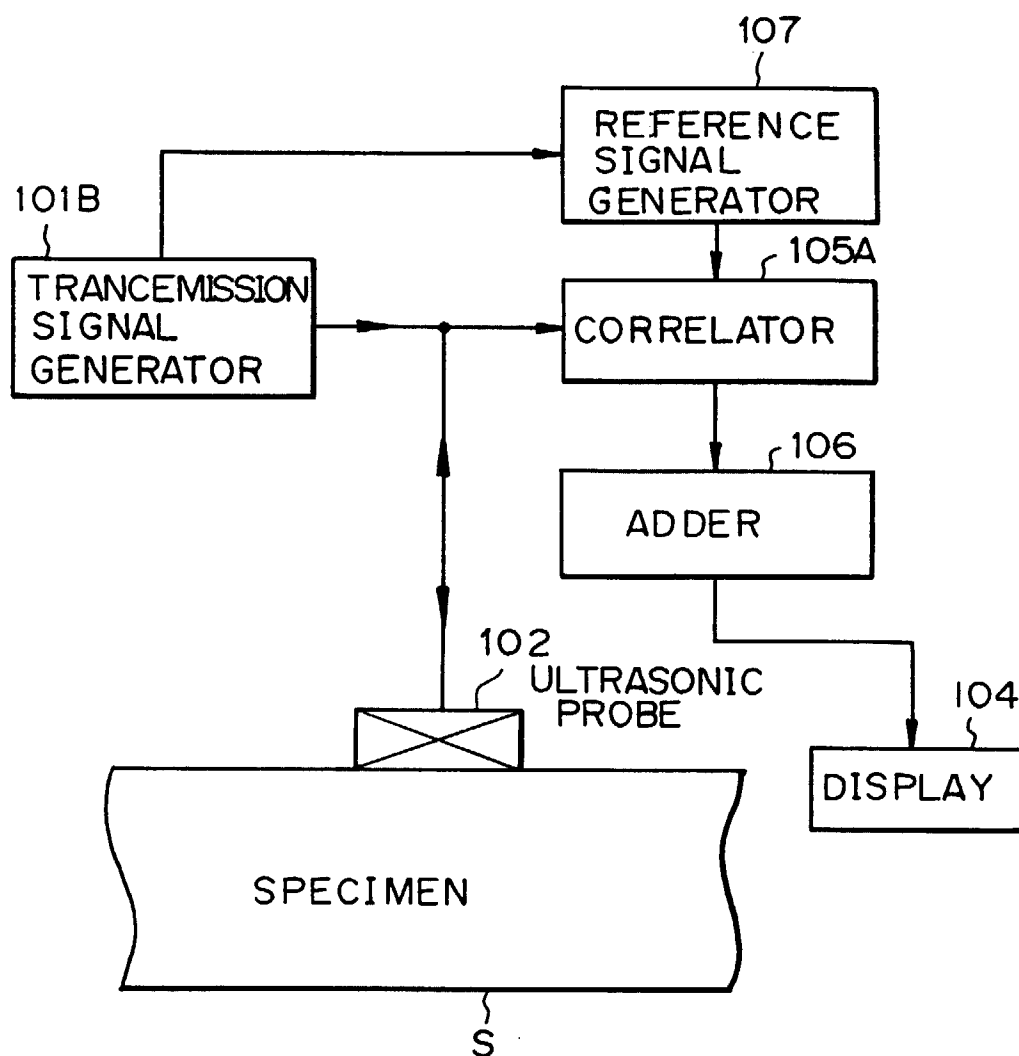 107
REFERENCE
SIGNAL
GENERATOR
101B
TRANCEMISSION
SIGNAL
GENERATOR
105A
CORRELATOR
106
ADDER
102
ULTRASONIC
PROBE
104
DISPLAY
SPECIMEN
S